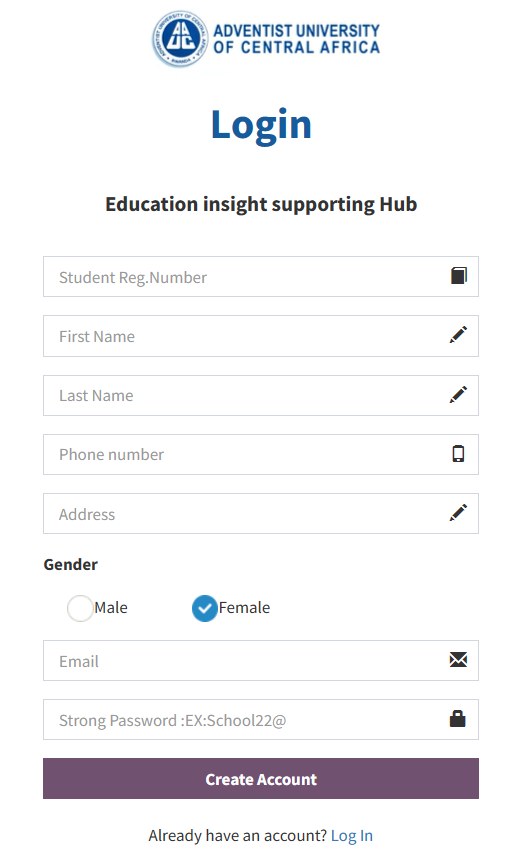 ADVENTIST UNIVERSITY
OF CENTRAL AFRICA
Login
Education insight supporting Hub
Student Reg.Number
First Name
Last Name
Phone number
Address
Gender
Male Female
Email
Strong Password :EX:School22@
Create Account
Already have an account? Log In